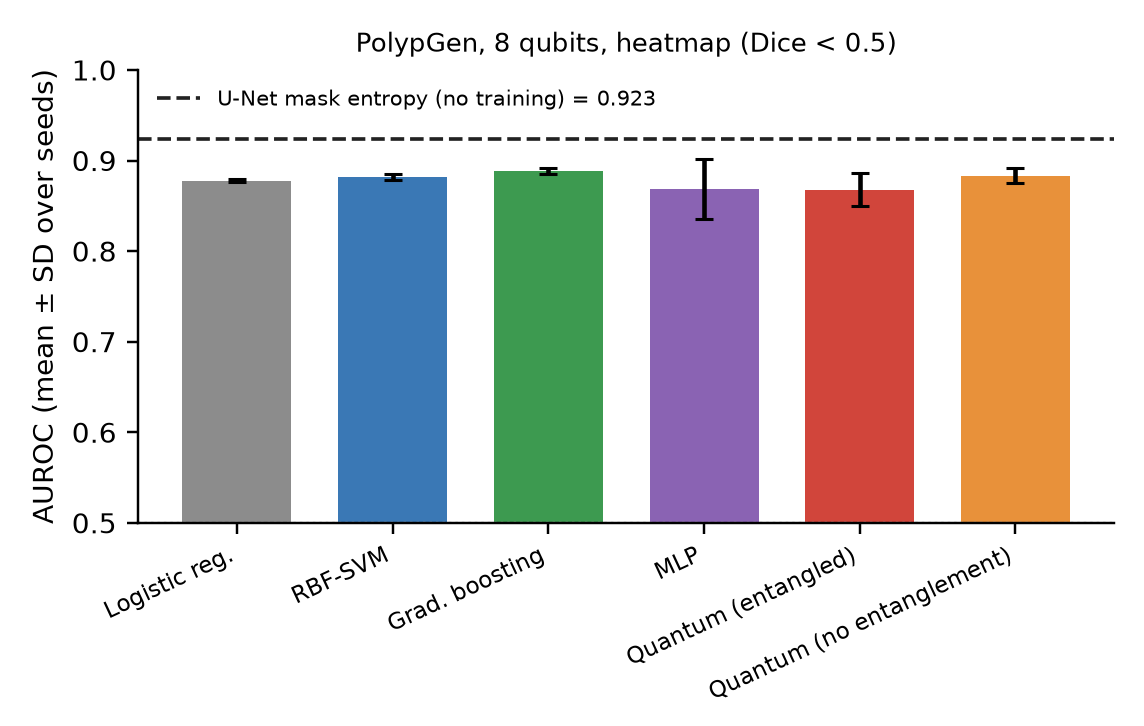 PolypGen, 8 qubits, heatmap (Dice < 0.5)
AUROC (mean ± SD over seeds)
1.0
0.9
0.8
0.7
0.6
0.5
U-Net mask entropy (no training) = 0.923
Logistic reg.
RBF-SVM
Grad. boosting
MLP
Quantum (entangled)
Quantum (no entanglement)